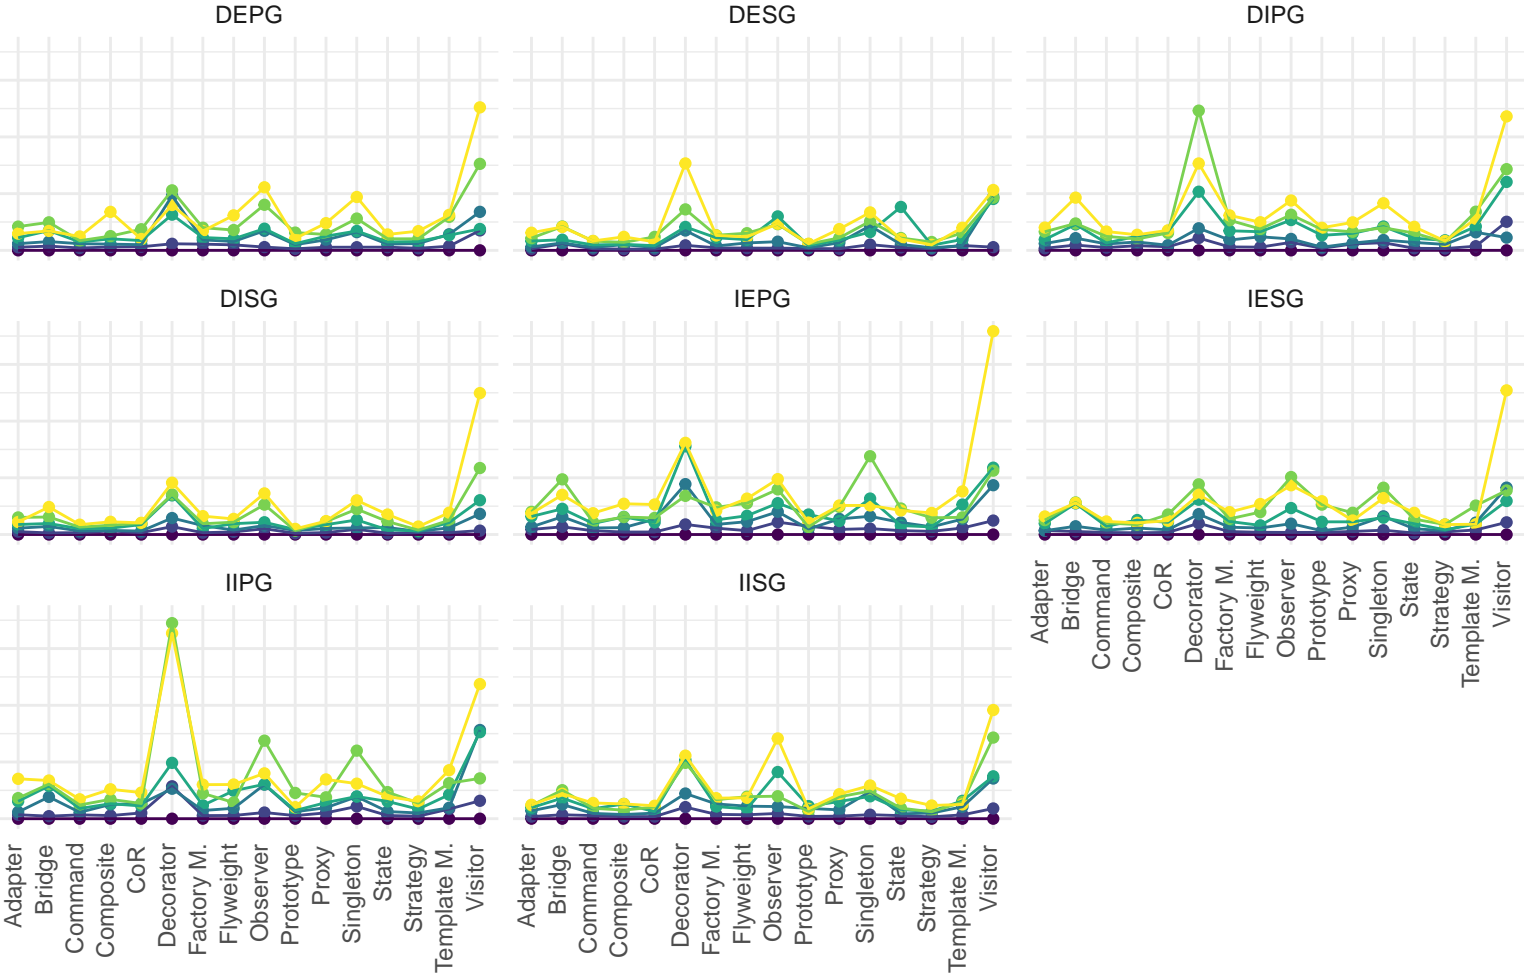 DEPG
DESG
DIPG
DISG
IEPG
IESG
Adapter
Bridge
Command
Composite
CoR
Decorator
Factory M.
Flyweight
Observer
Prototype
Proxy
Singleton
State
Strategy
Template M.
Visitor
IIPG
IISG
Adapter
Bridge
Command
Composite
CoR
Decorator
Factory M.
Flyweight
Observer
Prototype
Proxy
Singleton
State
Strategy
Template M.
Visitor
Adapter
Bridge
Command
Composite
CoR
Decorator
Factory M.
Flyweight
Observer
Prototype
Proxy
Singleton
State
Strategy
Template M.
Visitor